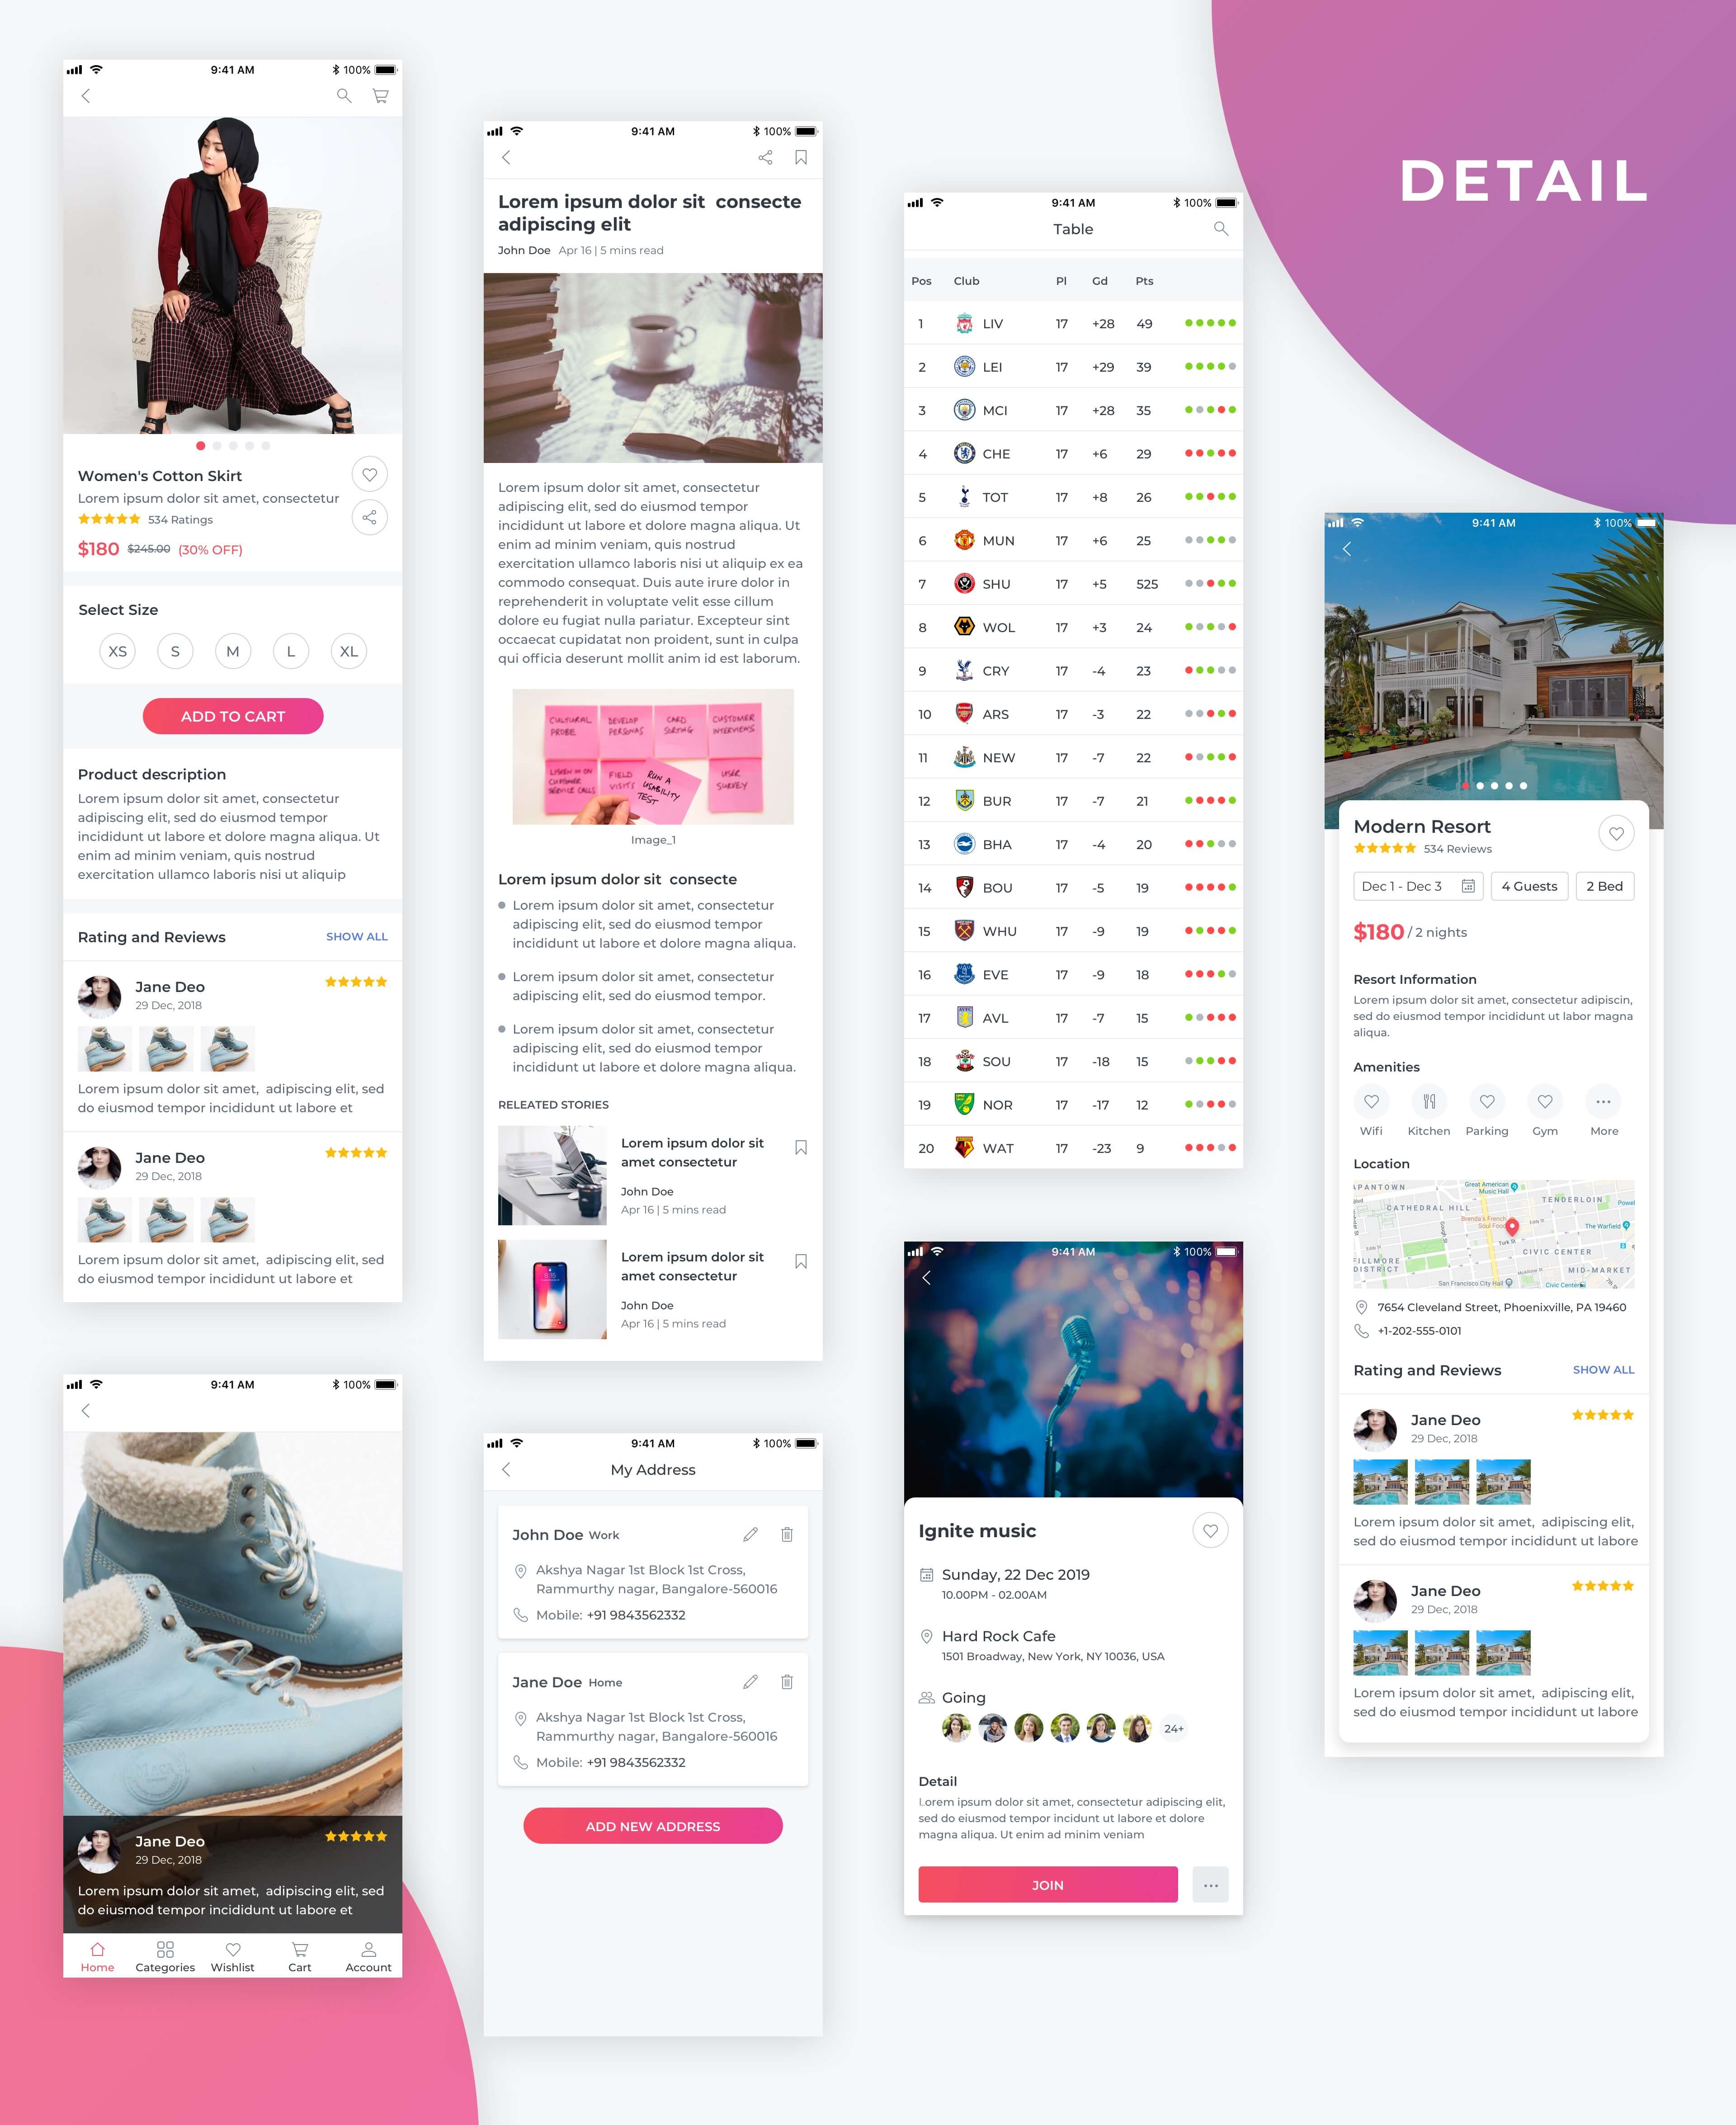 DETAIL
9:41 AM 100%
Women's Cotton Skirt
Lorem ipsum dolor sit amet, consectetur
534 Ratings
$180 $245.00 (30% OFF)
Select Size
XS S M L XL
ADD TO CART
Product description
Lorem ipsum dolor sit amet, consectetur
adipiscing elit, sed do eiusmod tempor
incididunt ut labore et dolore magna aliqua. Ut
enim ad minim veniam, quis nostrud
exercitation ullamco laboris nisi ut aliquip
Rating and Reviews SHOW ALL
Jane Deo
29 Dec, 2018
Lorem ipsum dolor sit amet, adipiscing elit, sed
do eiusmod tempor incididunt ut labore et
Jane Deo
29 Dec, 2018
Lorem ipsum dolor sit amet, adipiscing elit, sed
do eiusmod tempor incididunt ut labore et
9:41 AM 100%
Jane Deo
29 Dec, 2018
Lorem ipsum dolor sit amet, adipiscing elit, sed
do eiusmod tempor incididunt ut labore et
Home Categories Wishlist Cart Account
9:41 AM 100%
Lorem ipsum dolor sit consecte
adipiscing elit
John Doe Apr 16 | 5 mins read
Lorem ipsum dolor sit amet, consectetur
adipiscing elit, sed do eiusmod tempor
incididunt ut labore et dolore magna aliqua. Ut
enim ad minim veniam, quis nostrud
exercitation ullamco laboris nisi ut aliquip ex ea
commodo consequat. Duis aute irure dolor in
reprehenderit in voluptate velit esse cillum
dolore eu fugiat nulla pariatur. Excepteur sint
occaecat cupidatat non proident, sunt in culpa
qui officia deserunt mollit anim id est laborum.
CULTURAL PROBE
DEVELOP PERSONAS
CARD SORTING
CUSTOMER INTERVIEWS
LISTEN IN ON CUSTOMER SERVICE CALLS
FIELD VISITS
RUN A USABILITY TEST
USER SURVEY
Image_1
Lorem ipsum dolor sit consecte
Lorem ipsum dolor sit amet, consectetur
adipiscing elit, sed do eiusmod tempor
incididunt ut labore et dolore magna aliqua.
Lorem ipsum dolor sit amet, consectetur
adipiscing elit, sed do eiusmod tempor.
Lorem ipsum dolor sit amet, consectetur
adipiscing elit, sed do eiusmod tempor
incididunt ut labore et dolore magna aliqua.
RELEATED STORIES
Lorem ipsum dolor sit
amet consectetur
John Doe
Apr 16 | 5 mins read
Lorem ipsum dolor sit
amet consectetur
John Doe
Apr 16 | 5 mins read
9:41 AM 100%
My Address
John Doe Work
Akshya Nagar 1st Block 1st Cross,
Rammurthy nagar, Bangalore-560016
Mobile: +91 9843562332
Jane Doe Home
Akshya Nagar 1st Block 1st Cross,
Rammurthy nagar, Bangalore-560016
Mobile: +91 9843562332
ADD NEW ADDRESS
9:41 AM 100%
Table
Pos Club Pl Gd Pts
1 LIV 17 +28 49
2 LEI 17 +29 39
3 MCI 17 +28 35
4 CHE 17 +6 29
5 TOT 17 +8 26
6 MUN 17 +6 25
7 SHU 17 +5 525
8 WOL 17 +3 24
9 CRY 17 -4 23
10 ARS 17 -3 22
11 NEW 17 -7 22
12 BUR 17 -7 21
13 BHA 17 -4 20
14 BOU 17 -5 19
15 WHU 17 -9 19
16 EVE 17 -9 18
17 AVL 17 -7 15
18 SOU 17 -18 15
19 NOR 17 -17 12
20 WAT 17 -23 9
9:41 AM 100%
Ignite music
Sunday, 22 Dec 2019
10.00PM - 02.00AM
Hard Rock Cafe
1501 Broadway, New York, NY 10036, USA
Going
24+
Detail
Lorem ipsum dolor sit amet, consectetur adipiscing elit,
sed do eiusmod tempor incidunt ut labore et dolore
magna aliqua. Ut enim ad minim veniam
JOIN
9:41 AM 100%
Modern Resort
534 Reviews
Dec 1 - Dec 3 4 Guests 2 Bed
$180 / 2 nights
Resort Information
Lorem ipsum dolor sit amet, consectetur adipiscin,
sed do eiusmod tempor incididunt ut labor magna
aliqua.
Amenities
Wifi Kitchen Parking Gym More
Location
APANTOWN
Great American
Music Hall
TENDERLOIN
Powel
CATHEDRAL HILL
Brenda's French
Soul Food
The Warfield
Turk St
CIVIC CENTER
FILLMORE
DISTRICT
MID-MARKET
San Francisco City Hall
Civic Center
7654 Cleveland Street, Phoenixville, PA 19460
+1-202-555-0101
Rating and Reviews SHOW ALL
Jane Deo
29 Dec, 2018
Lorem ipsum dolor sit amet, adipiscing elit,
sed do eiusmod tempor incididunt ut labore
Jane Deo
29 Dec, 2018
Lorem ipsum dolor sit amet, adipiscing elit,
sed do eiusmod tempor incididunt ut labore